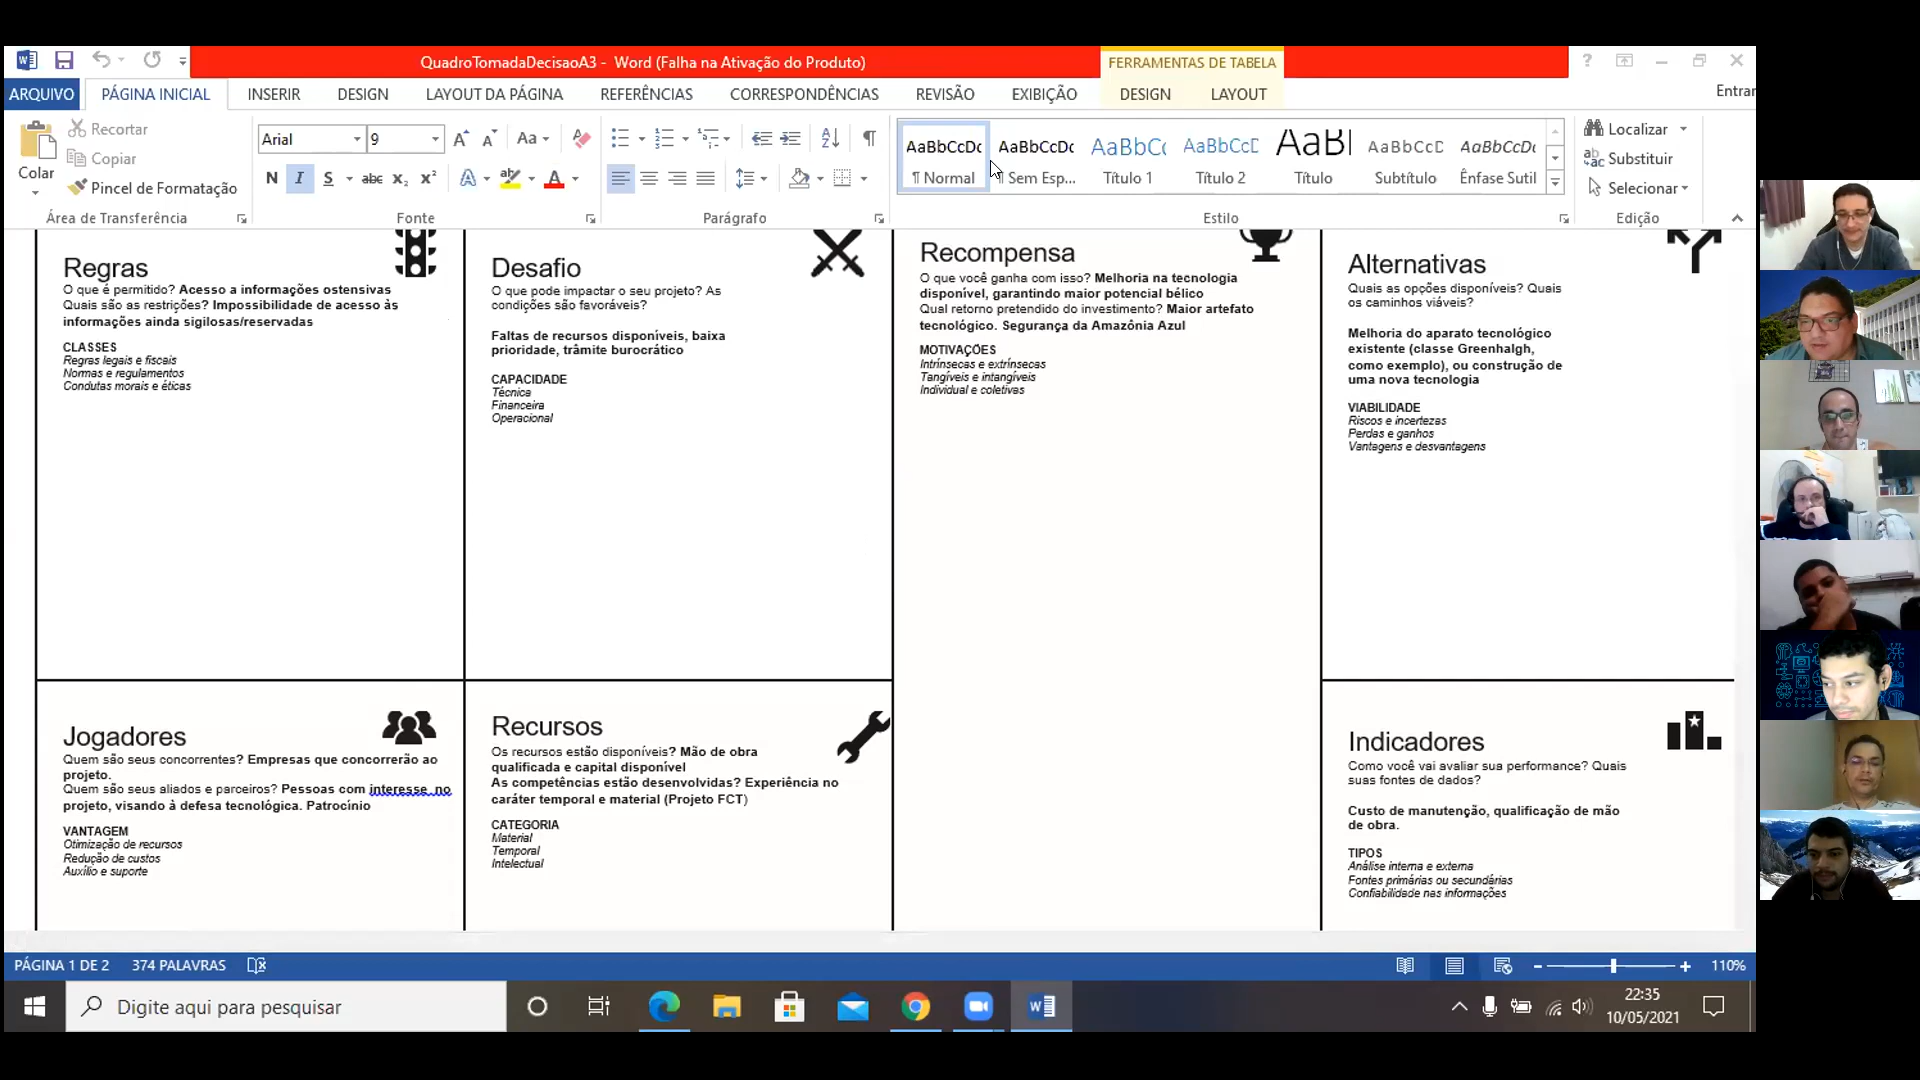 QuadroTomadaDecisaoA3 - Word (Falha na Ativação do Produto)
FERRAMENTAS DE TABELA
ARQUIVO PÁGINA INICIAL INSERIR DESIGN LAYOUT DA PÁGINA REFERÊNCIAS CORRESPONDÊNCIAS REVISÃO EXIBIÇÃO DESIGN LAYOUT Entrar
Colar
Recortar
Copiar
Pincel de Formatação
Área de Transferência
Arial 9
Aa
N I S abc x₂ x²
Fonte
Parágrafo
AaBbCcDc AaBbCcDc AaBbCc AaBbCcD AaBl AaBbCcD AaBbCcDc
¶ Normal ¶ Sem Esp... Título 1 Título 2 Título Subtítulo Ênfase Sutil
Estilo
Localizar
Substituir
Selecionar
Edição
Regras
O que é permitido? Acesso a informações ostensivas
Quais são as restrições? Impossibilidade de acesso às
informações ainda sigilosas/reservadas
CLASSES
Regras legais e fiscais
Normas e regulamentos
Condutas morais e éticas
Desafio
O que pode impactar o seu projeto? As
condições são favoráveis?
Faltas de recursos disponíveis, baixa
prioridade, trâmite burocrático
CAPACIDADE
Técnica
Financeira
Operacional
Recompensa
O que você ganha com isso? Melhoria na tecnologia
disponível, garantindo maior potencial bélico
Qual retorno pretendido do investimento? Maior artefato
tecnológico. Segurança da Amazônia Azul
MOTIVAÇÕES
Intrínsecas e extrínsecas
Tangíveis e intangíveis
Individual e coletivas
Alternativas
Quais as opções disponíveis? Quais
os caminhos viáveis?
Melhoria do aparato tecnológico
existente (classe Greenhalgh,
como exemplo), ou construção de
uma nova tecnologia
VIABILIDADE
Riscos e incertezas
Perdas e ganhos
Vantagens e desvantagens
Jogadores
Quem são seus concorrentes? Empresas que concorrerão ao
projeto.
Quem são seus aliados e parceiros? Pessoas com interesse no
projeto, visando à defesa tecnológica. Patrocínio
VANTAGEM
Otimização de recursos
Redução de custos
Auxílio e suporte
Recursos
Os recursos estão disponíveis? Mão de obra
qualificada e capital disponível
As competências estão desenvolvidas? Experiência no
caráter temporal e material (Projeto FCT)
CATEGORIA
Material
Temporal
Intelectual
Indicadores
Como você vai avaliar sua performance? Quais
suas fontes de dados?
Custo de manutenção, qualificação de mão
de obra.
TIPOS
Análise interna e externa
Fontes primárias ou secundárias
Confiabilidade nas informações
PÁGINA 1 DE 2 374 PALAVRAS 110%
Digite aqui para pesquisar
22:35
10/05/2021